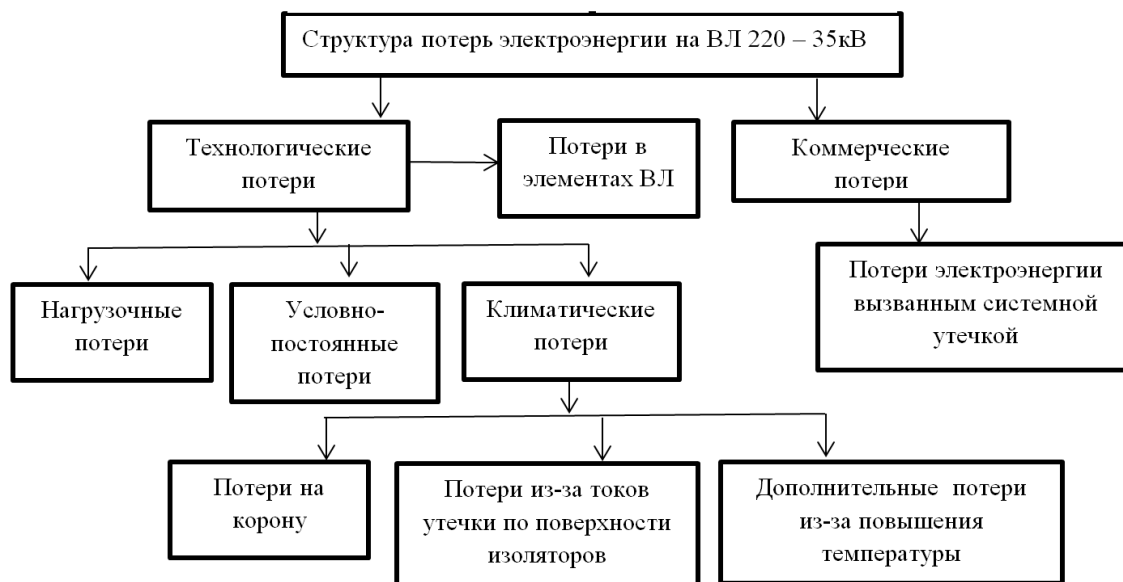 Структура потерь электроэнергии на ВЛ 220 – 35кВ
Технологические
потери
Потери в
элементах ВЛ
Коммерческие
потери
Нагрузочные
потери
Условно-
постоянные
потери
Климатические
потери
Потери электроэнергии
вызванным системной
утечкой
Потери на
корону
Потери из-за токов
утечки по поверхности
изоляторов
Дополнительные потери
из-за повышения
температуры